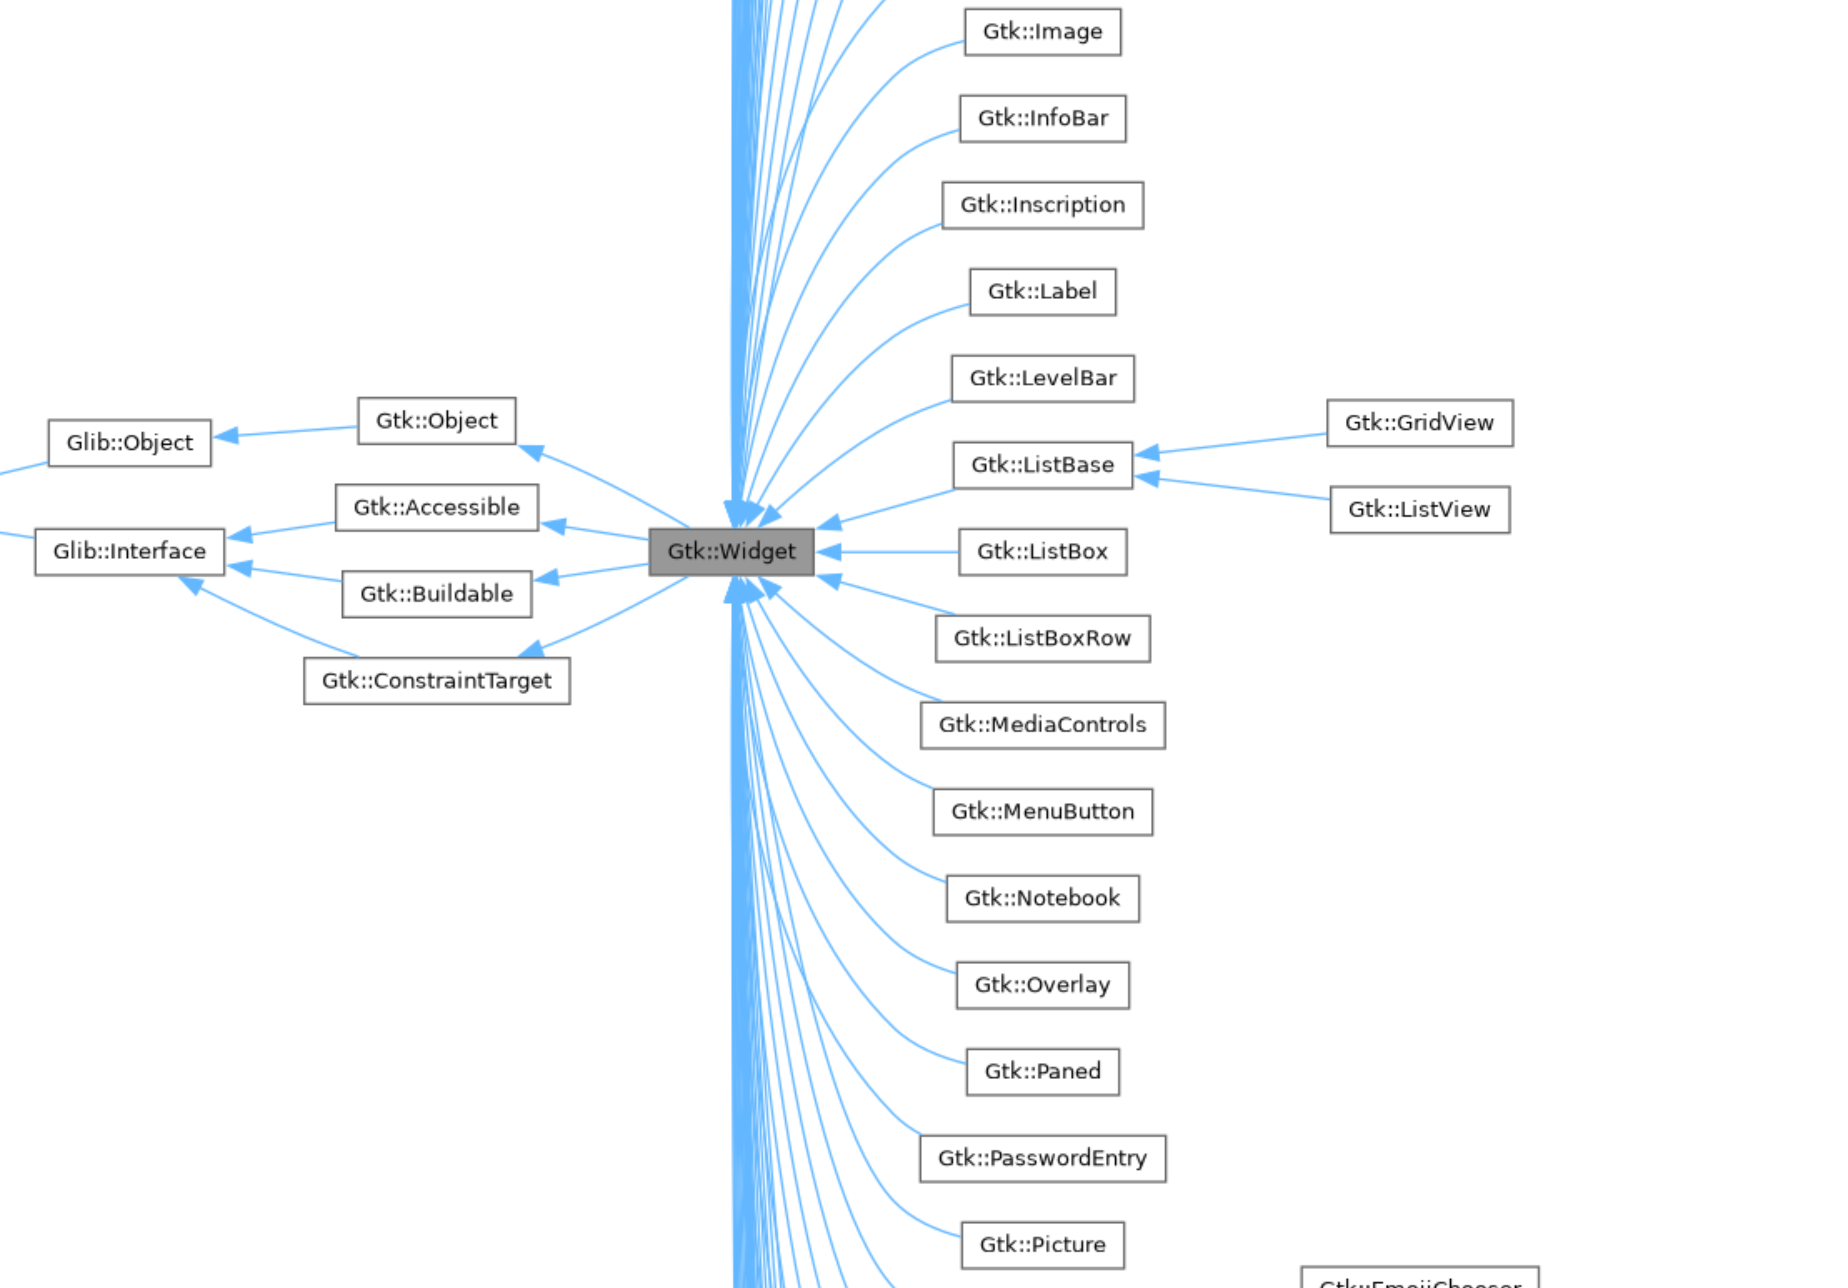 Gtk::Image
Gtk::InfoBar
Gtk::Inscription
Gtk::Label
Gtk::LevelBar
Gtk::Object
Gtk::GridView
Glib::Object
Gtk::ListBase
Gtk::Accessible
Gtk::ListView
Glib::Interface
Gtk::Widget
Gtk::ListBox
Gtk::Buildable
Gtk::ListBoxRow
Gtk::ConstraintTarget
Gtk::MediaControls
Gtk::MenuButton
Gtk::Notebook
Gtk::Overlay
Gtk::Paned
Gtk::PasswordEntry
Gtk::Picture
Gtk::EmojiChooser